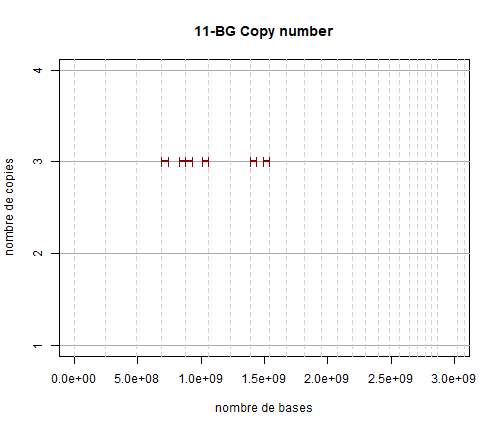 11-BG Copy number
nombre de copies
4
3
2
1
0.0e+00 5.0e+08 1.0e+09 1.5e+09 2.0e+09 2.5e+09 3.0e+09
nombre de bases